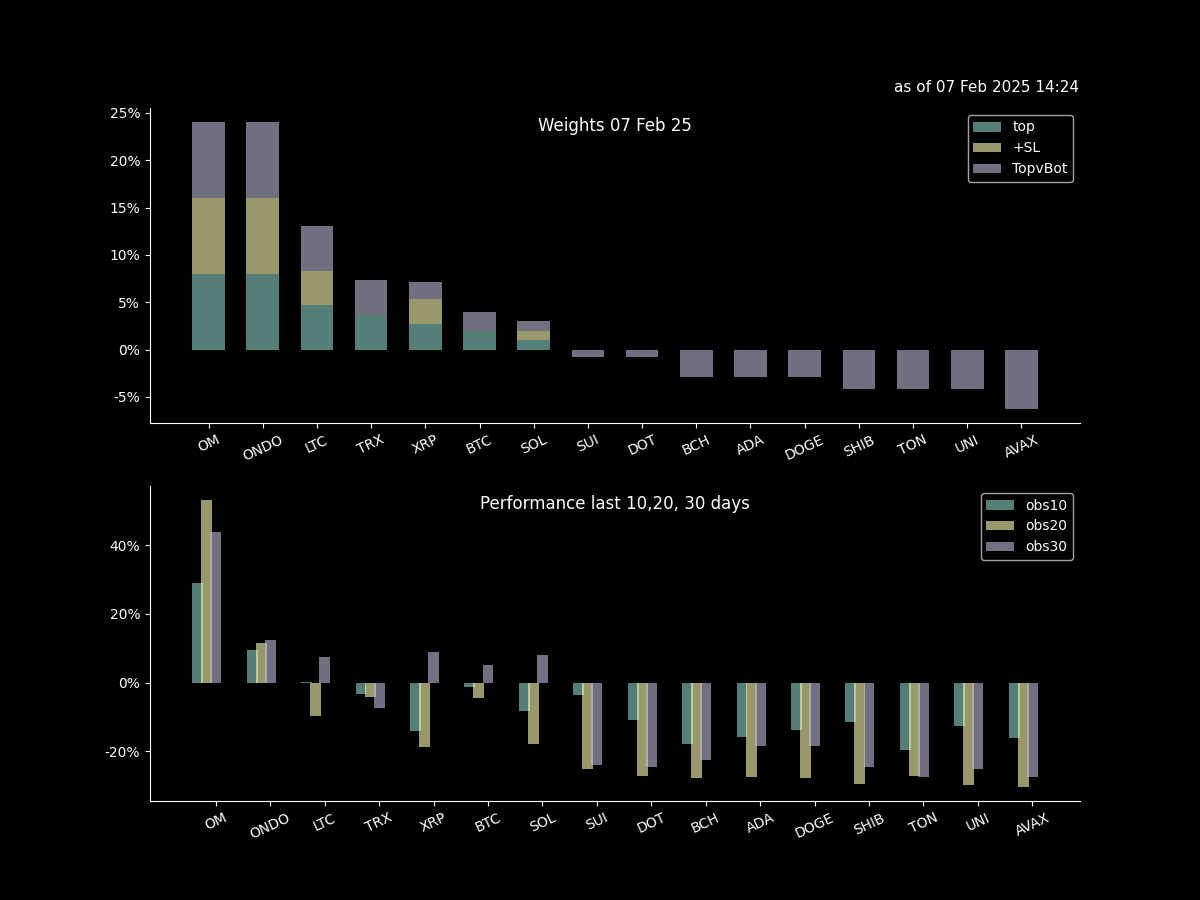 as of 07 Feb 2025 14:24
Weights 07 Feb 25
top
+SL
TopvBot
25%
20%
15%
10%
5%
0%
-5%
OM ONDO LTC TRX XRP BTC SOL SUI DOT BCH ADA DOGE SHIB TON UNI AVAX
Performance last 10,20, 30 days
obs10
obs20
obs30
40%
20%
0%
-20%
OM ONDO LTC TRX XRP BTC SOL SUI DOT BCH ADA DOGE SHIB TON UNI AVAX